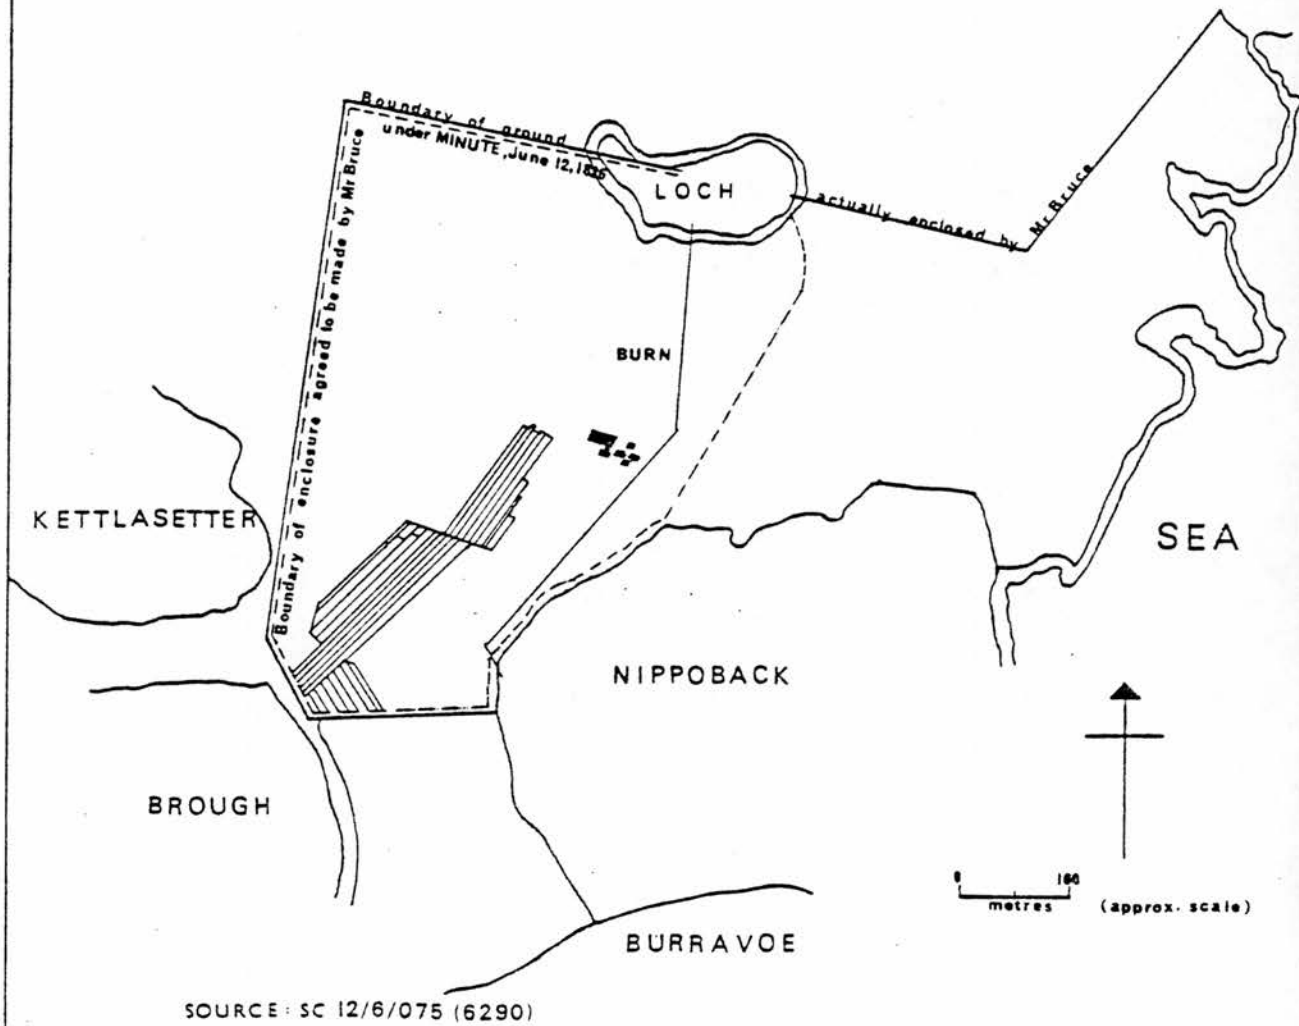 Boundary of ground
actually enclosed by Mr Bruce
under MINUTE, June 12,
Boundary of enclosure agreed to be made by Mr Bruce
LOCH
BURN
KETTLASETTER
SEA
NIPPOBACK
BROUGH
0
metres (approx. scale)
BURRAVOE
SOURCE: SC 12/6/075 (6290)